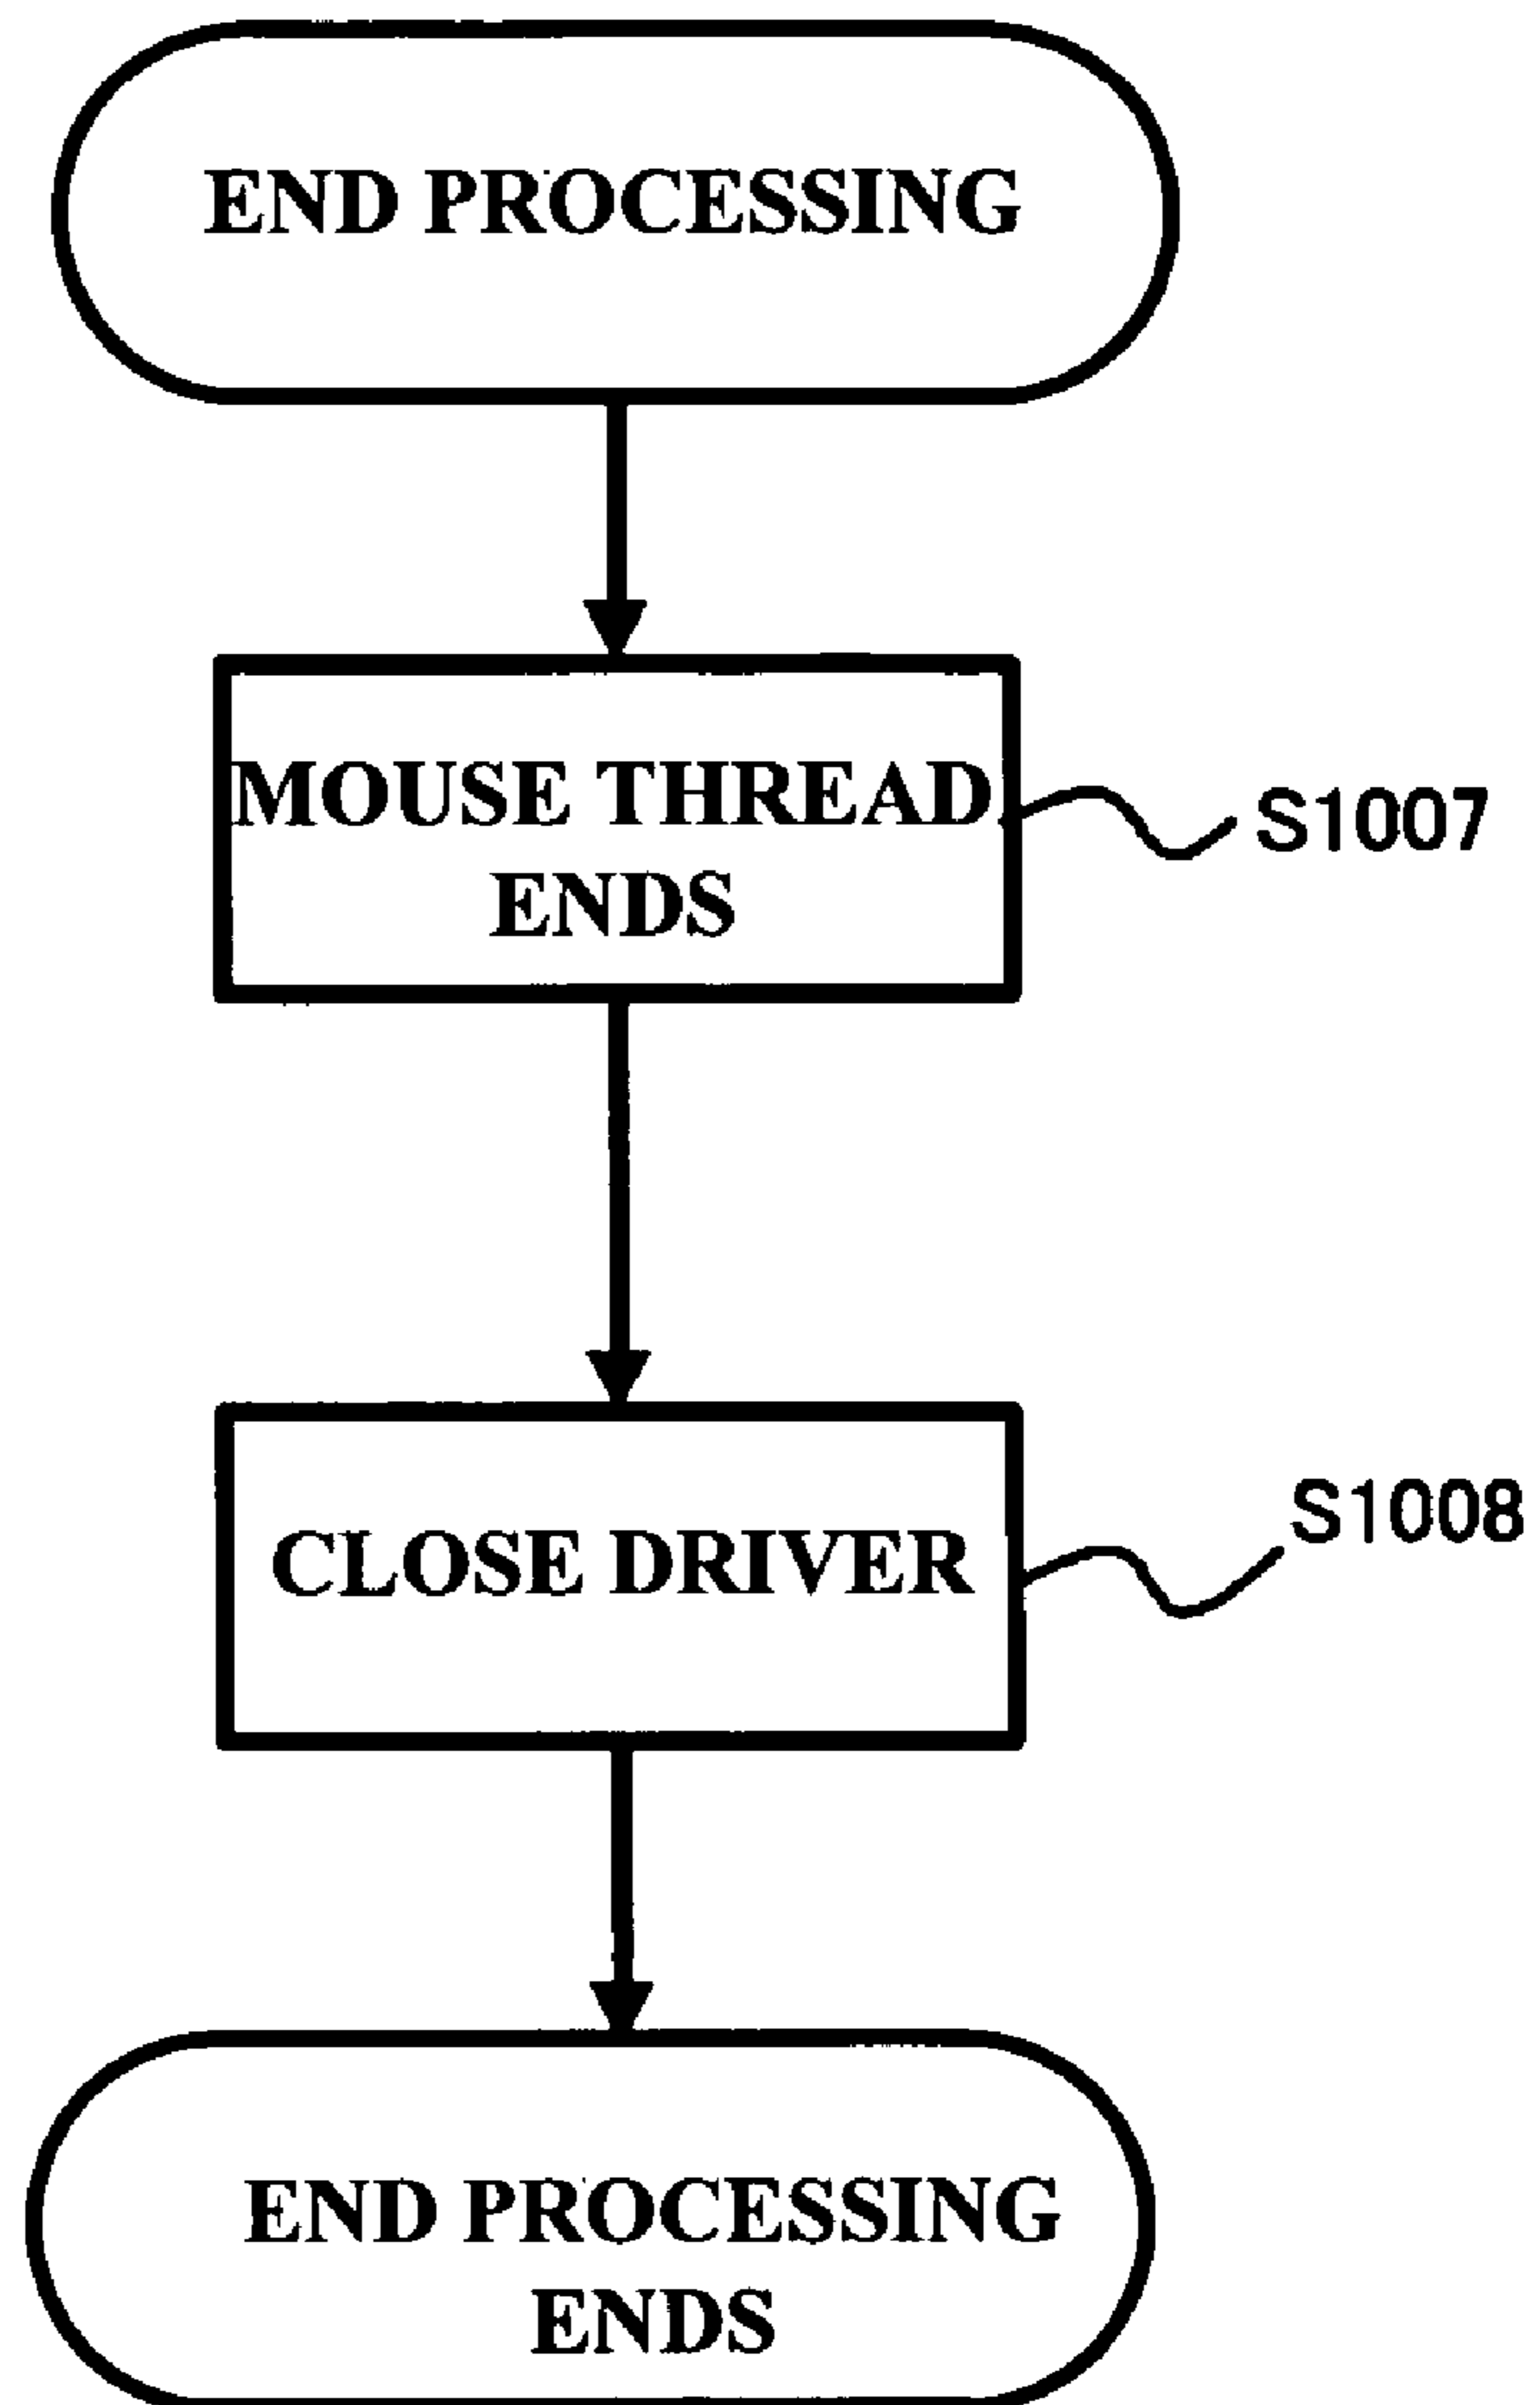 END PROCESSING
MOUSE THREAD
ENDS
S1007
CLOSE DRIVER
S1008
END PROCESSING
ENDS